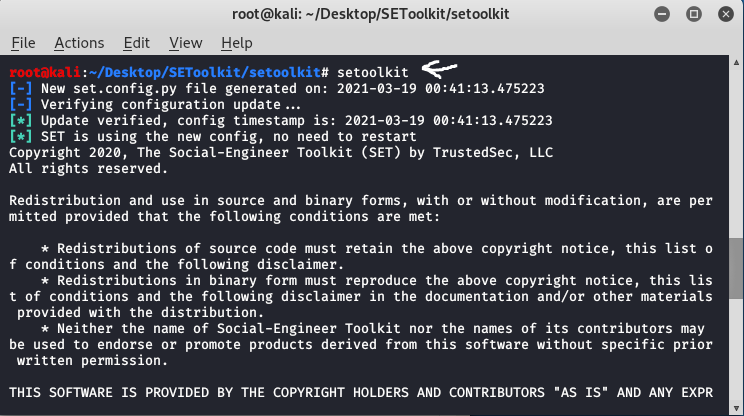 root@kali: ~/Desktop/SEToolkit/setoolkit
File Actions Edit View Help
root@kali:~/Desktop/SEToolkit/setoolkit# setoolkit
[-] New set.config.py file generated on: 2021-03-19 00:41:13.475223
[-] Verifying configuration update...
[*] Update verified, config timestamp is: 2021-03-19 00:41:13.475223
[*] SET is using the new config, no need to restart
Copyright 2020, The Social-Engineer Toolkit (SET) by TrustedSec, LLC
All rights reserved.
Redistribution and use in source and binary forms, with or without modification, are per
mitted provided that the following conditions are met:
* Redistributions of source code must retain the above copyright notice, this list o
f conditions and the following disclaimer.
* Redistributions in binary form must reproduce the above copyright notice, this lis
t of conditions and the following disclaimer in the documentation and/or other materials
provided with the distribution.
* Neither the name of Social-Engineer Toolkit nor the names of its contributors may
be used to endorse or promote products derived from this software without specific prior
written permission.
THIS SOFTWARE IS PROVIDED BY THE COPYRIGHT HOLDERS AND CONTRIBUTORS "AS IS" AND ANY EXPR